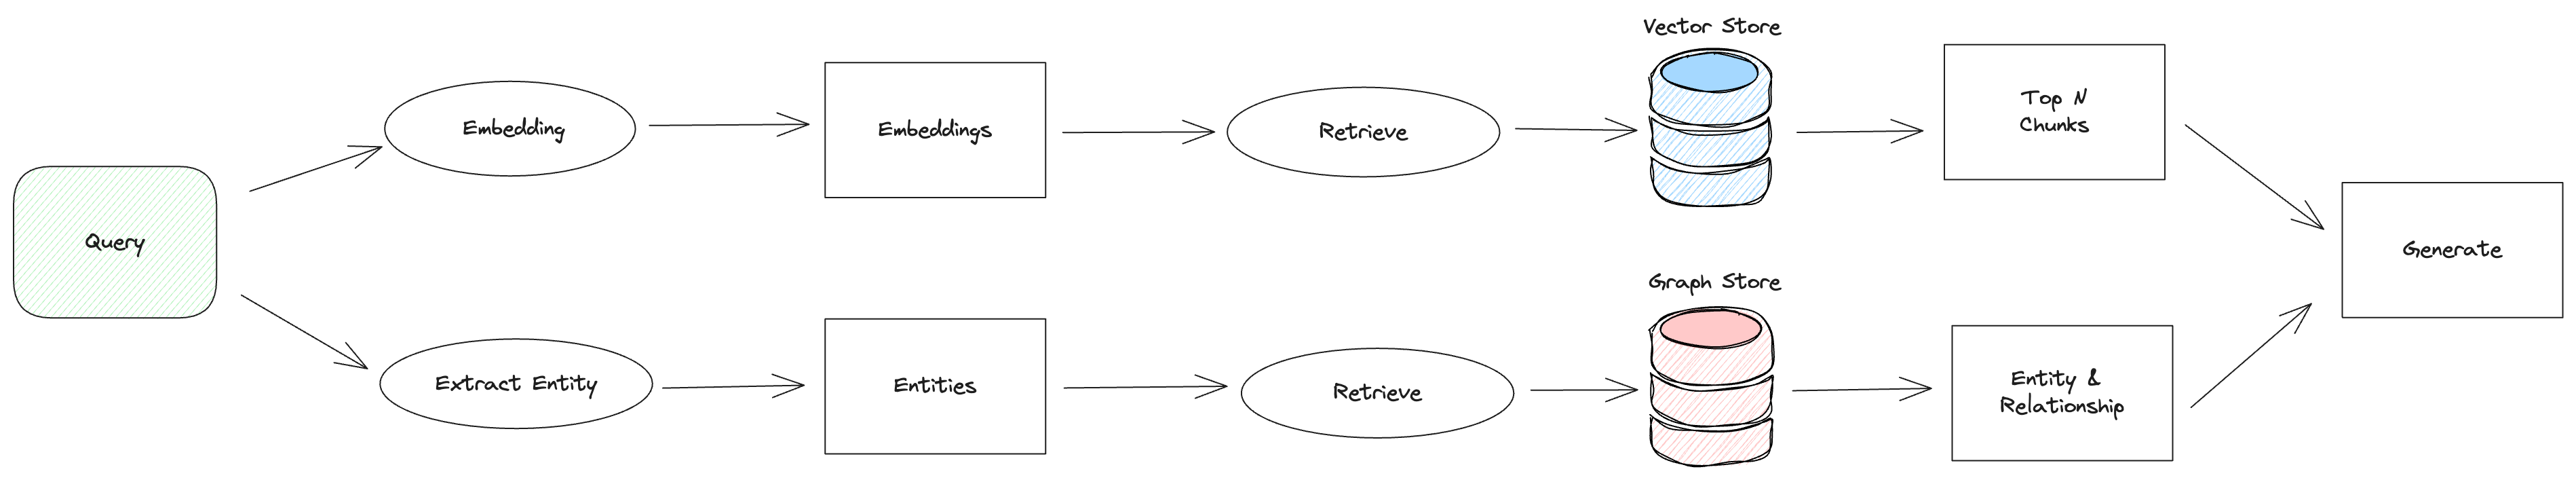 Query
Embedding
Embeddings
Retrieve
Vector Store
Top N
Chunks
Extract Entity
Entities
Retrieve
Graph Store
Entity &
Relationship
Generate